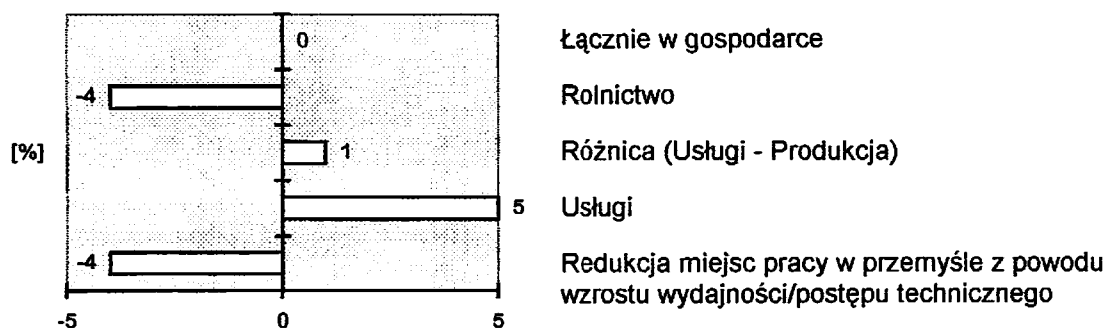 0 Łącznie w gospodarce
-4 Rolnictwo
[%] 1 Różnica (Usługi - Produkcja)
5 Usługi
-4 Redukcja miejsc pracy w przemyśle z powodu
wzrostu wydajności/postępu technicznego
-5 0 5